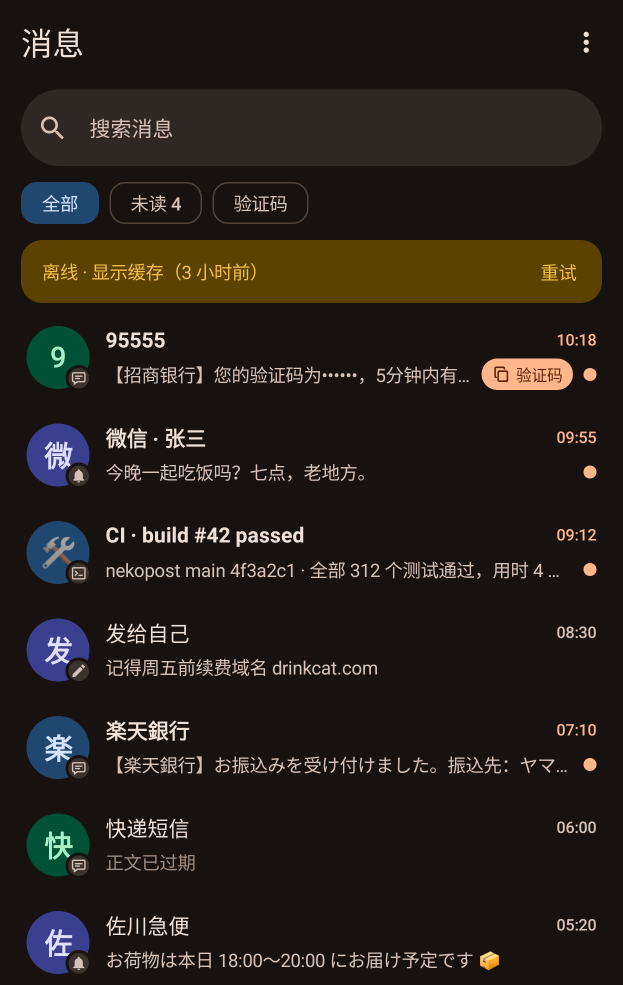 消息
搜索消息
全部 未读 4 验证码
离线 · 显示缓存（3 小时前） 重试
9 95555 10:18
【招商银行】您的验证码为••••••，5分钟内有… 验证码
微 微信 · 张三 09:55
今晚一起吃饭吗？七点，老地方。
CI · build #42 passed 09:12
nekopost main 4f3a2c1 · 全部 312 个测试通过，用时 4 …
发 发给自己 08:30
记得周五前续费域名 drinkcat.com
楽 楽天銀行 07:10
【楽天銀行】お振込みを受け付けました。振込先：ヤマ…
快 快递短信 06:00
正文已过期
佐 佐川急便 05:20
お荷物は本日 18:00〜20:00 にお届け予定です 📦